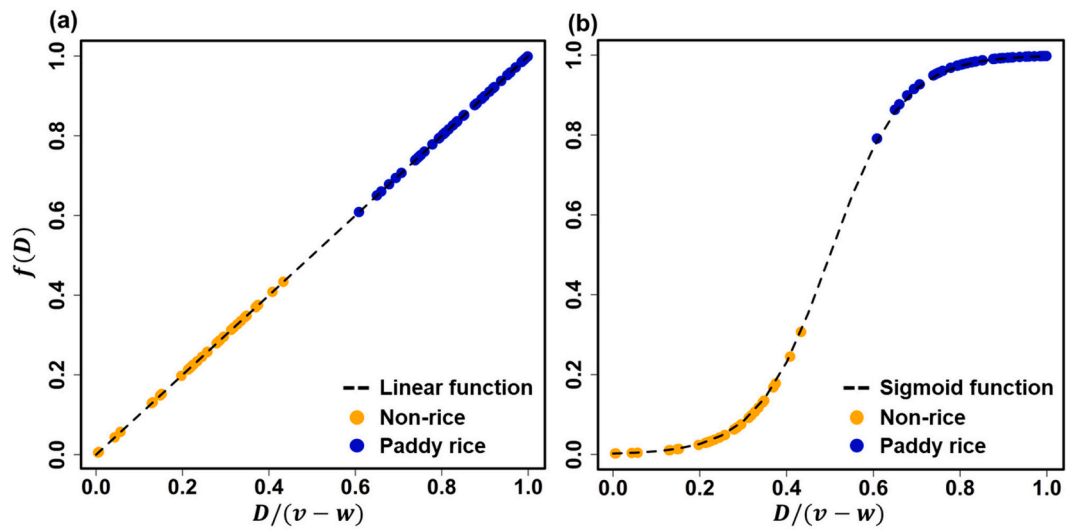 (a)
1.0
0.8
0.6
0.4
0.2
0.0
f(D)
Linear function
Non-rice
Paddy rice
0.0 0.2 0.4 0.6 0.8 1.0
D/(v − w)
(b)
1.0
0.8
0.6
0.4
0.2
0.0
Sigmoid function
Non-rice
Paddy rice
0.0 0.2 0.4 0.6 0.8 1.0
D/(v − w)